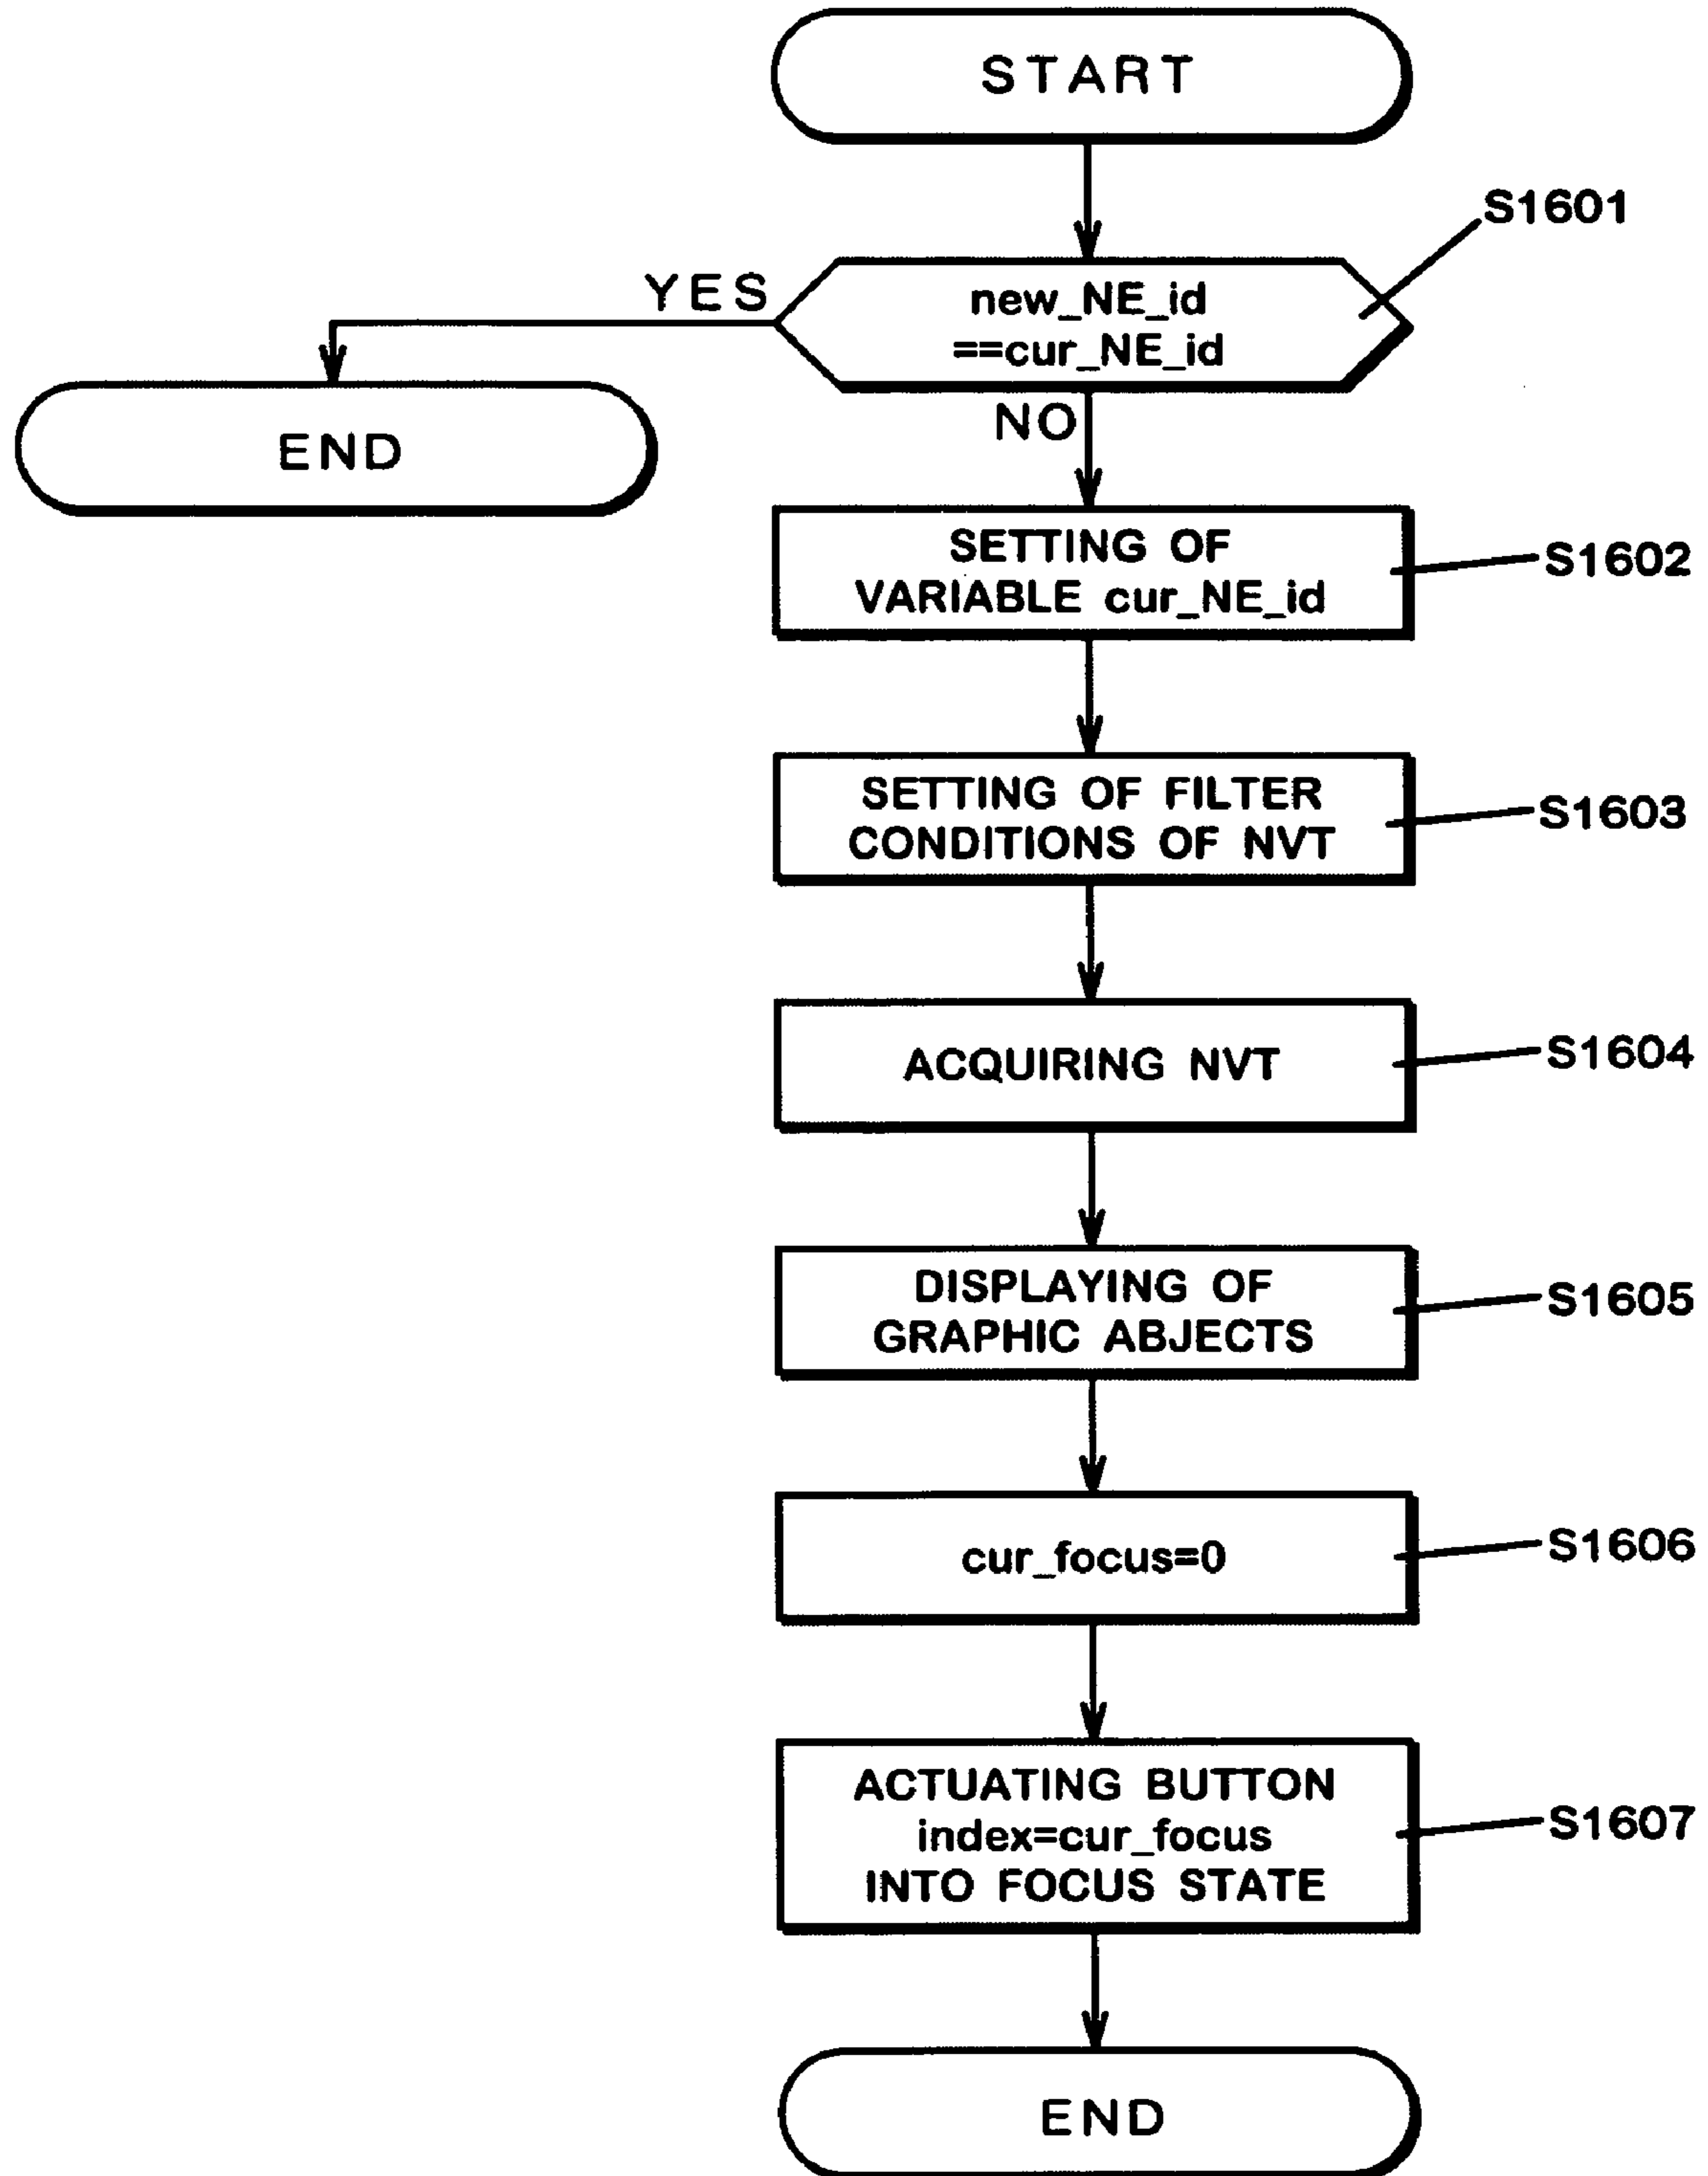 START
S1601
YES
new_NE_id
==cur_NE_id
NO
END
SETTING OF
VARIABLE cur_NE_id
S1602
SETTING OF FILTER
CONDITIONS OF NVT
S1603
ACQUIRING NVT
S1604
DISPLAYING OF
GRAPHIC ABJECTS
S1605
cur_focus=0
S1606
ACTUATING BUTTON
index=cur_focus
INTO FOCUS STATE
S1607
END